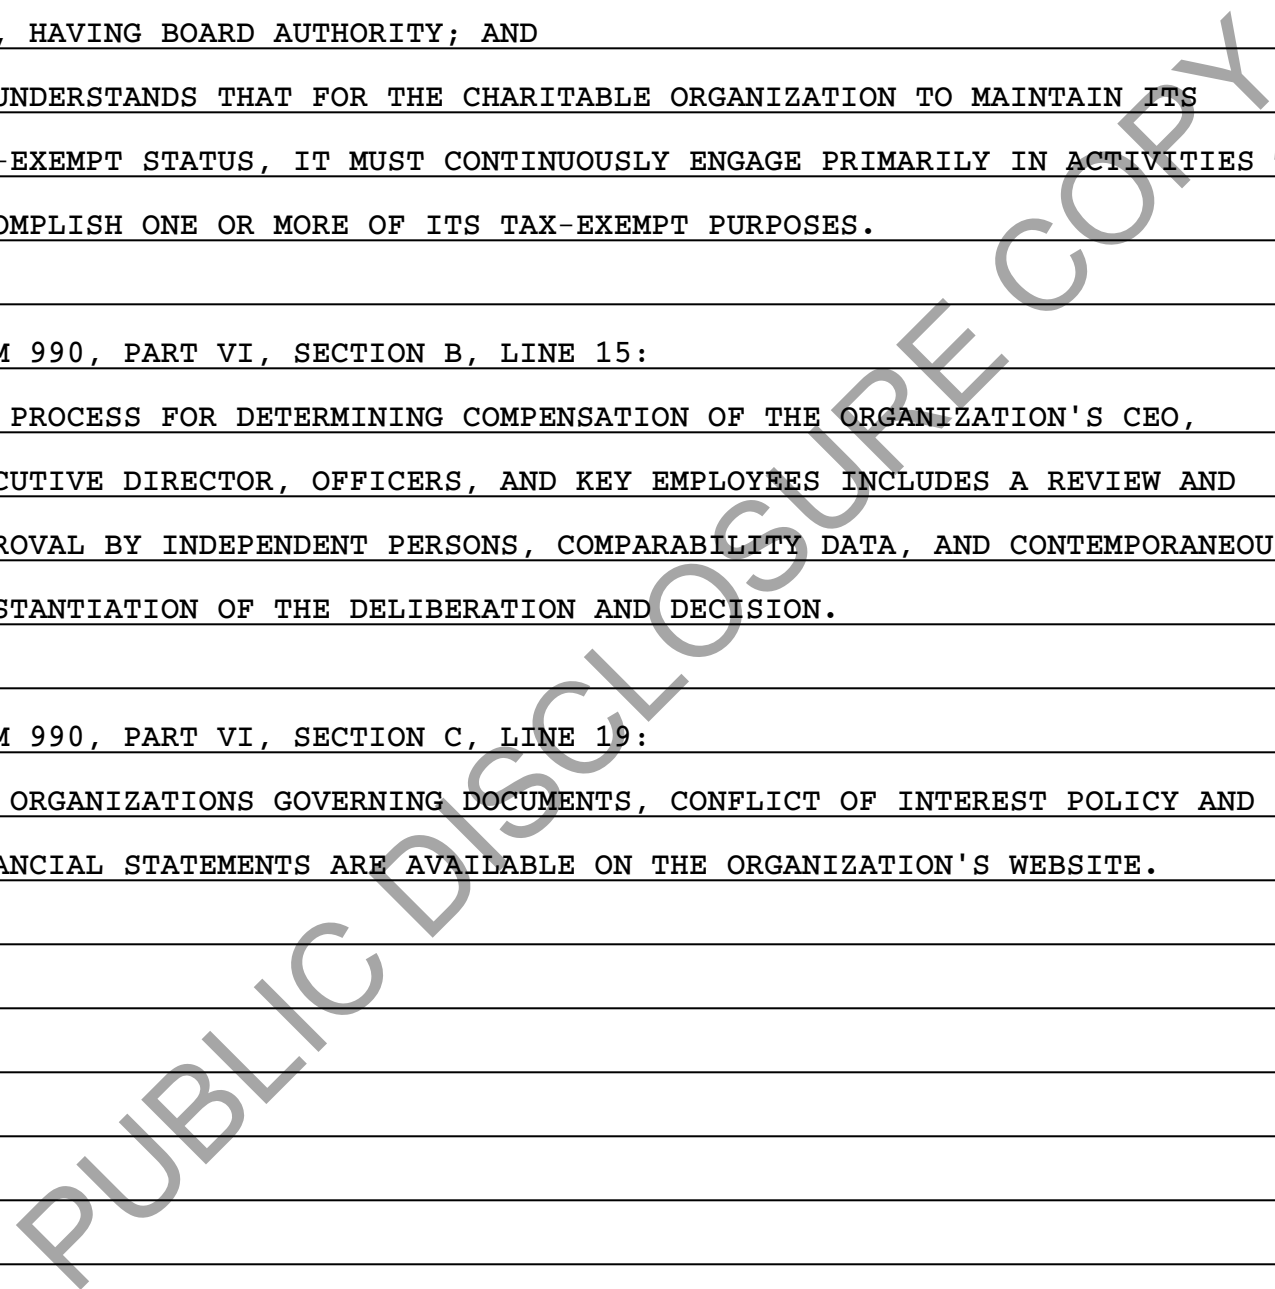 , HAVING BOARD AUTHORITY; AND
UNDERSTANDS THAT FOR THE CHARITABLE ORGANIZATION TO MAINTAIN ITS
-EXEMPT STATUS, IT MUST CONTINUOUSLY ENGAGE PRIMARILY IN ACTIVITIES
OMPLISH ONE OR MORE OF ITS TAX-EXEMPT PURPOSES.
M 990, PART VI, SECTION B, LINE 15:
PROCESS FOR DETERMINING COMPENSATION OF THE ORGANIZATION'S CEO,
CUTIVE DIRECTOR, OFFICERS, AND KEY EMPLOYEES INCLUDES A REVIEW AND
ROVAL BY INDEPENDENT PERSONS, COMPARABILITY DATA, AND CONTEMPORANEOU
STANTIATION OF THE DELIBERATION AND DECISION.
M 990, PART VI, SECTION C, LINE 19:
ORGANIZATIONS GOVERNING DOCUMENTS, CONFLICT OF INTEREST POLICY AND
ANCIAL STATEMENTS ARE AVAILABLE ON THE ORGANIZATION'S WEBSITE.
PUBLIC DISCLOSURE COPY